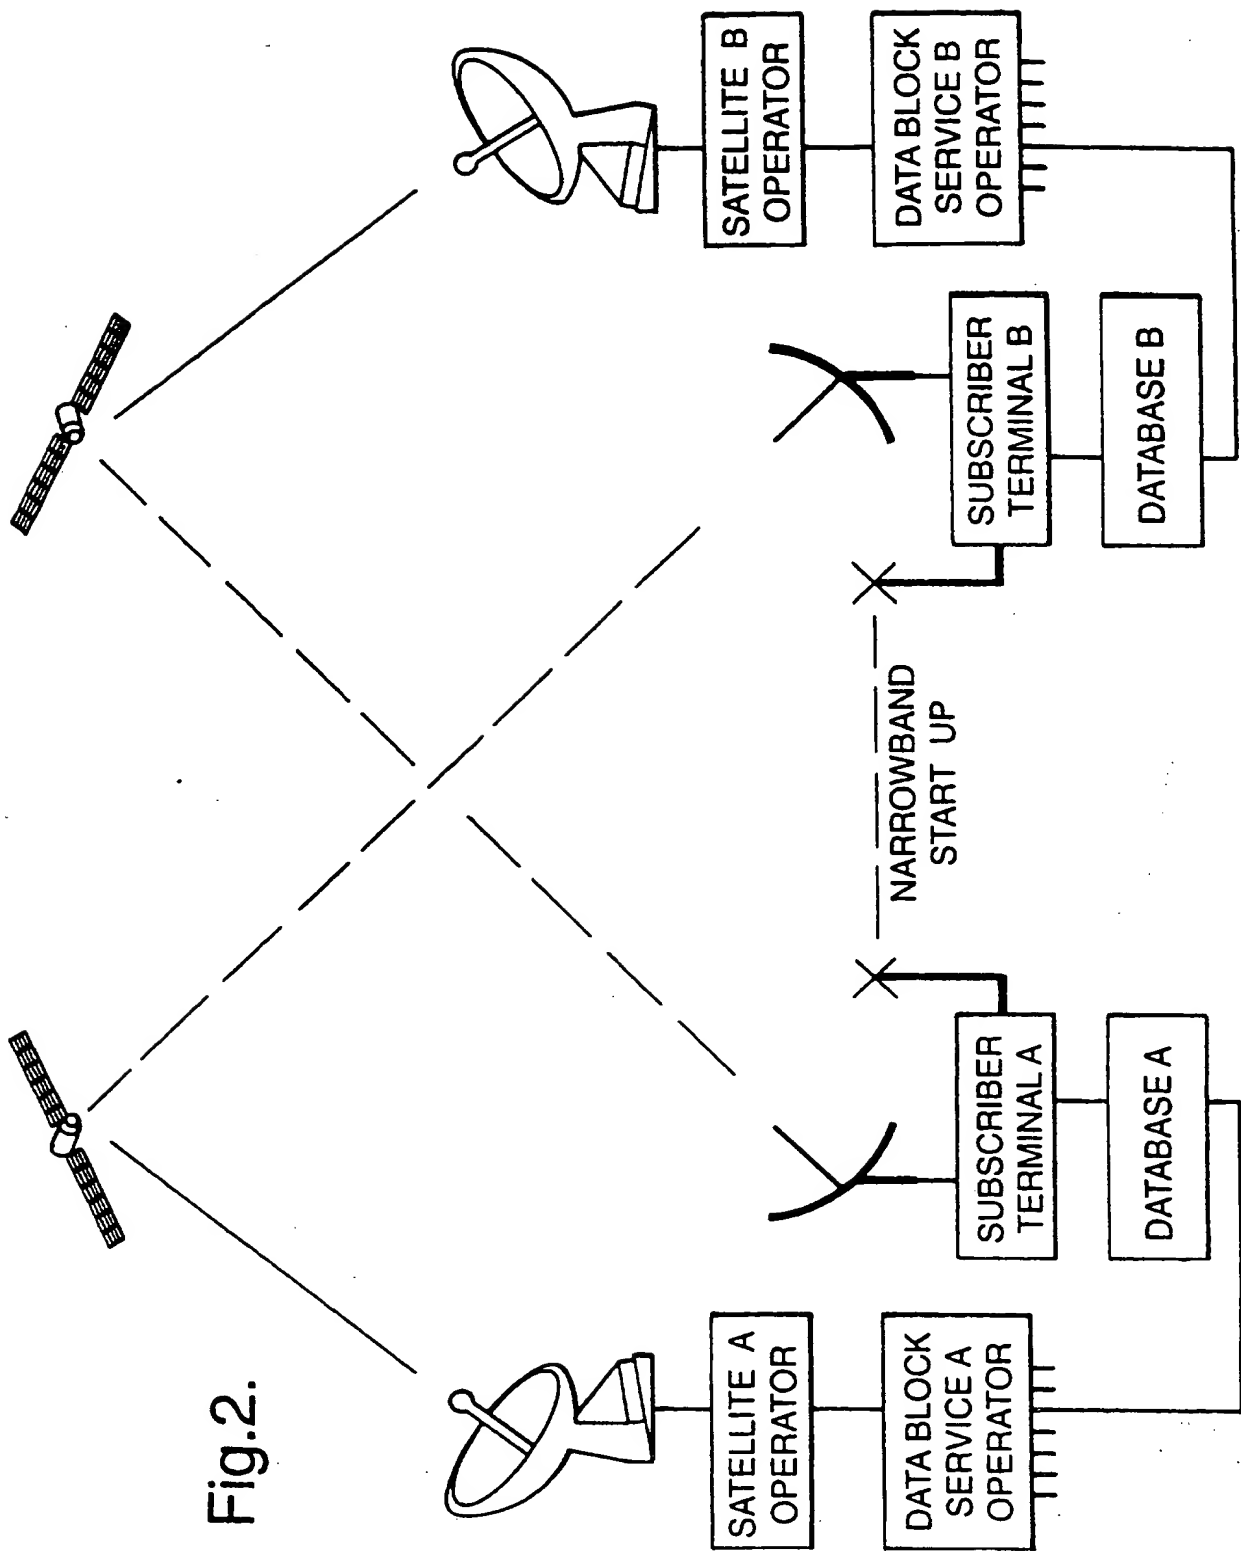 Fig.2.
SATELLITE A
OPERATOR
DATA BLOCK
SERVICE A
OPERATOR
SUBSCRIBER
TERMINAL A
DATABASE A
NARROWBAND
START UP
SUBSCRIBER
TERMINAL B
DATABASE B
SATELLITE B
OPERATOR
DATA BLOCK
SERVICE B
OPERATOR